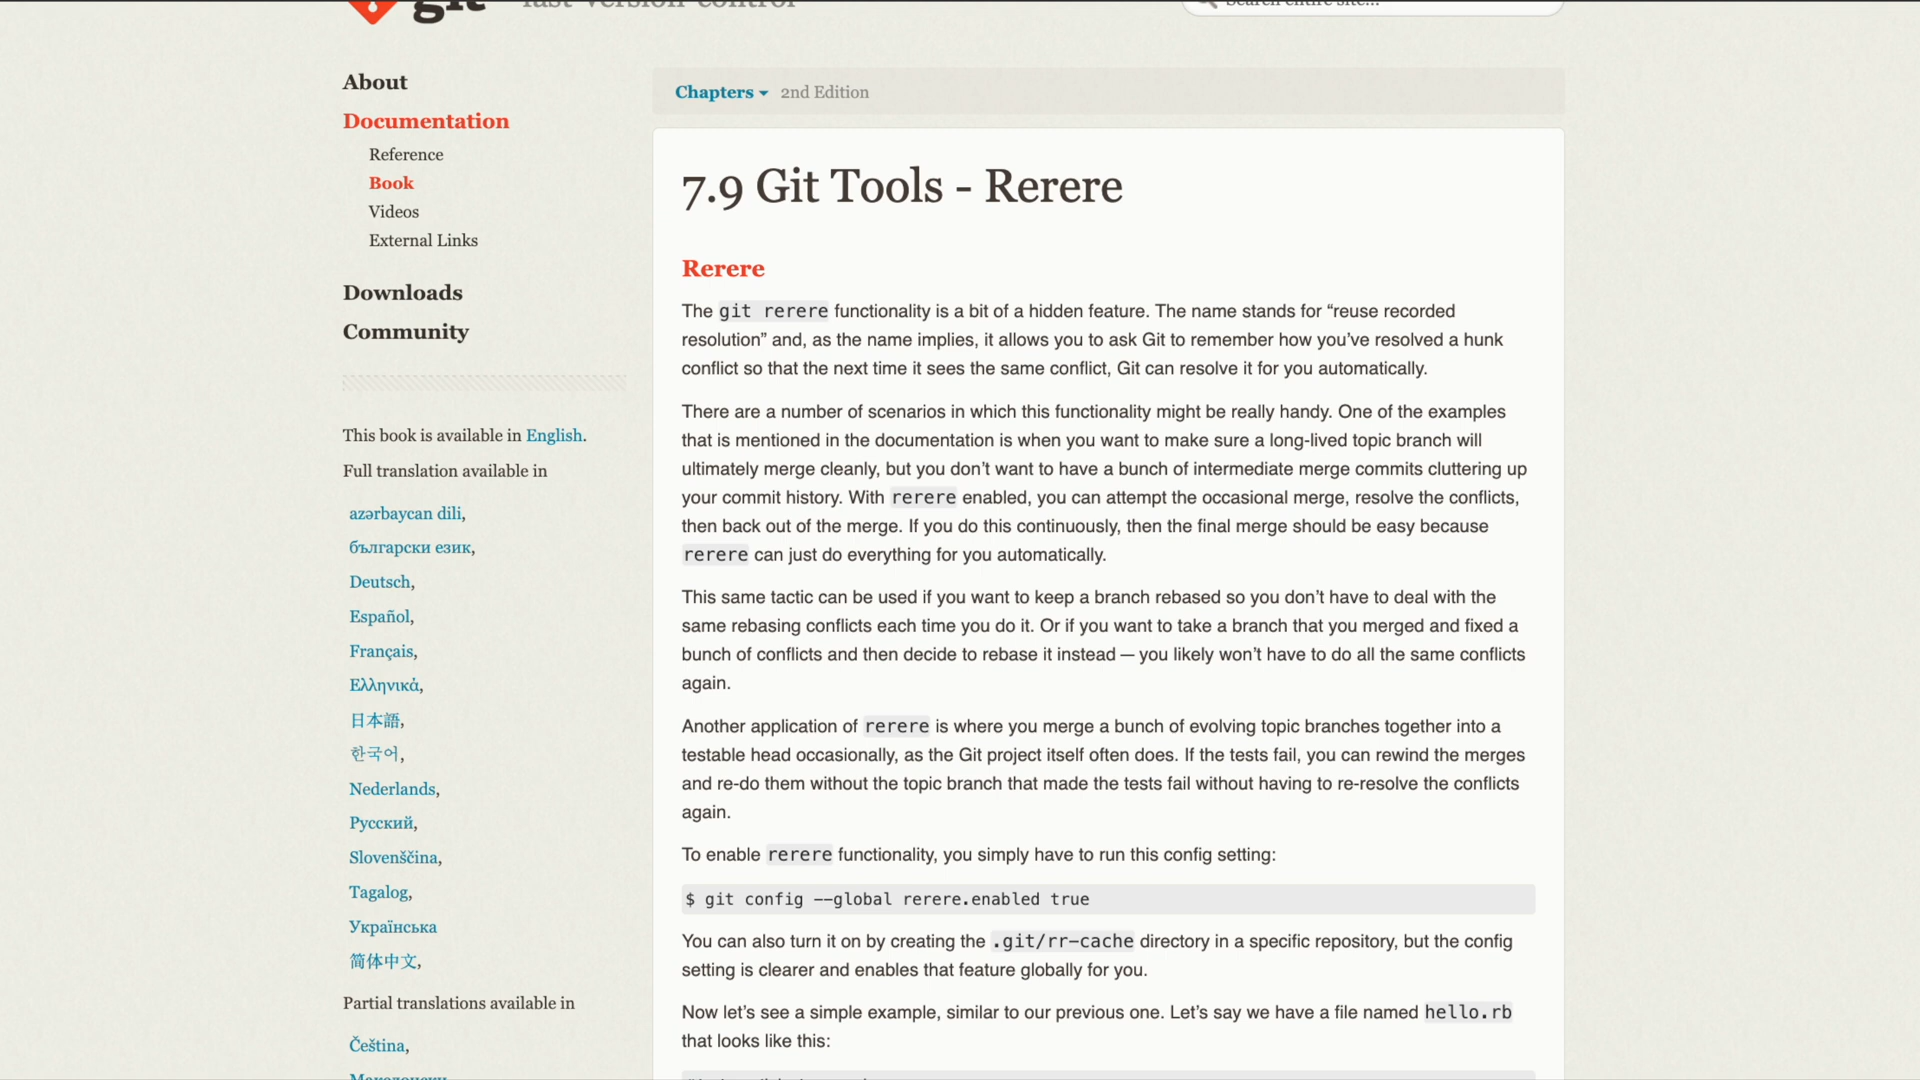 git
About
Documentation
Reference
Book
Videos
External Links
Downloads
Community
This book is available in English.
Full translation available in
azərbaycan dili,
български език,
Deutsch,
Español,
Français,
Ελληνικά,
日本語,
한국어,
Nederlands,
Русский,
Slovenščina,
Tagalog,
Українська
简体中文,
Partial translations available in
Čeština,
Chapters 2nd Edition
7.9 Git Tools - Rerere
Rerere
The git rerere functionality is a bit of a hidden feature. The name stands for “reuse recorded
resolution” and, as the name implies, it allows you to ask Git to remember how you’ve resolved a hunk
conflict so that the next time it sees the same conflict, Git can resolve it for you automatically.
There are a number of scenarios in which this functionality might be really handy. One of the examples
that is mentioned in the documentation is when you want to make sure a long-lived topic branch will
ultimately merge cleanly, but you don’t want to have a bunch of intermediate merge commits cluttering up
your commit history. With rerere enabled, you can attempt the occasional merge, resolve the conflicts,
then back out of the merge. If you do this continuously, then the final merge should be easy because
rerere can just do everything for you automatically.
This same tactic can be used if you want to keep a branch rebased so you don’t have to deal with the
same rebasing conflicts each time you do it. Or if you want to take a branch that you merged and fixed a
bunch of conflicts and then decide to rebase it instead — you likely won’t have to do all the same conflicts
again.
Another application of rerere is where you merge a bunch of evolving topic branches together into a
testable head occasionally, as the Git project itself often does. If the tests fail, you can rewind the merges
and re-do them without the topic branch that made the tests fail without having to re-resolve the conflicts
again.
To enable rerere functionality, you simply have to run this config setting:
$ git config --global rerere.enabled true
You can also turn it on by creating the .git/rr-cache directory in a specific repository, but the config
setting is clearer and enables that feature globally for you.
Now let’s see a simple example, similar to our previous one. Let’s say we have a file named hello.rb
that looks like this: